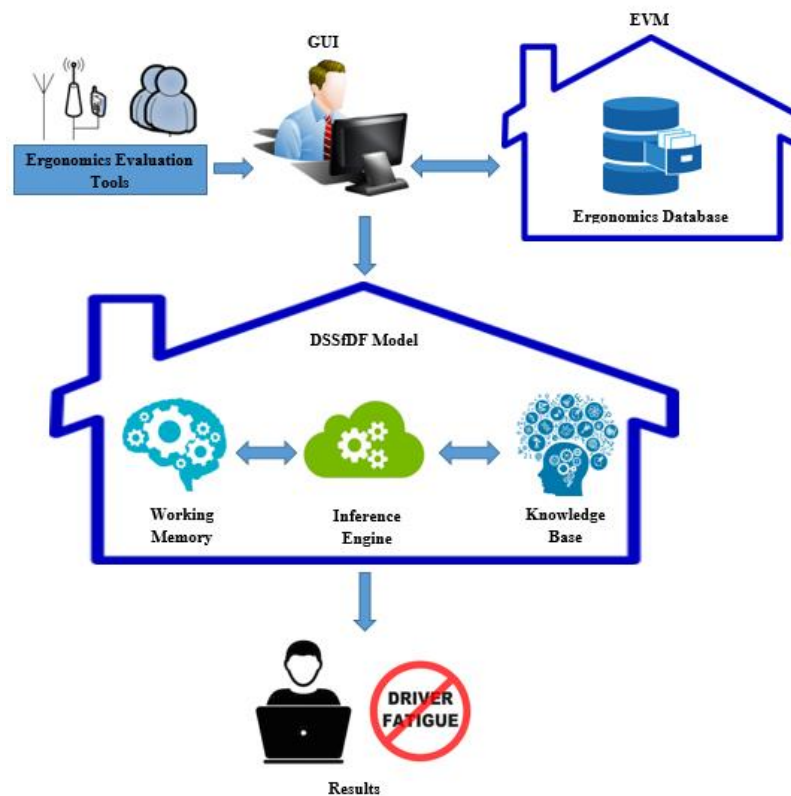 EVM
GUI
Ergonomics Evaluation
Tools
Ergonomics Database
DSSfDF Model
Working
Memory
Inference
Engine
Knowledge
Base
DRIVER
FATIGUE
Results